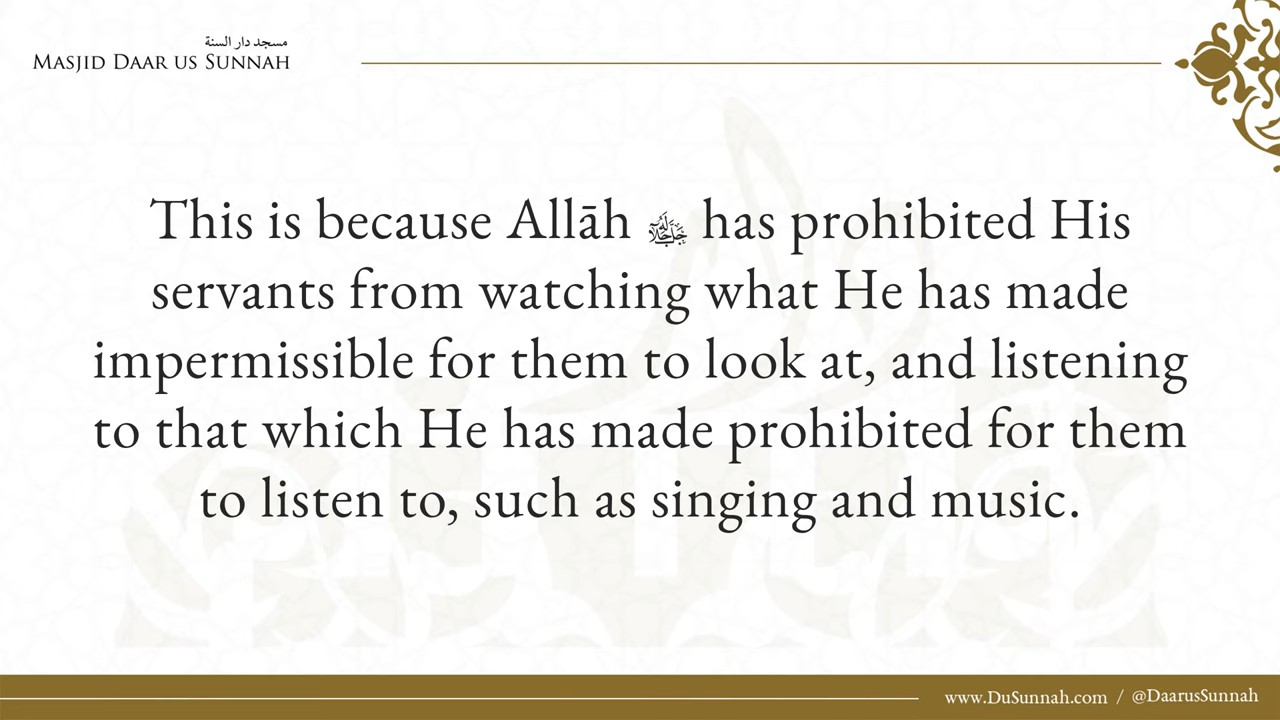 مسجد دار السنة
MASJID DAAR US SUNNAH
This is because Allāh ﷻ has prohibited His
servants from watching what He has made
impermissible for them to look at, and listening
to that which He has made prohibited for them
to listen to, such as singing and music.
www.DuSunnah.com / @DaarusSunnah